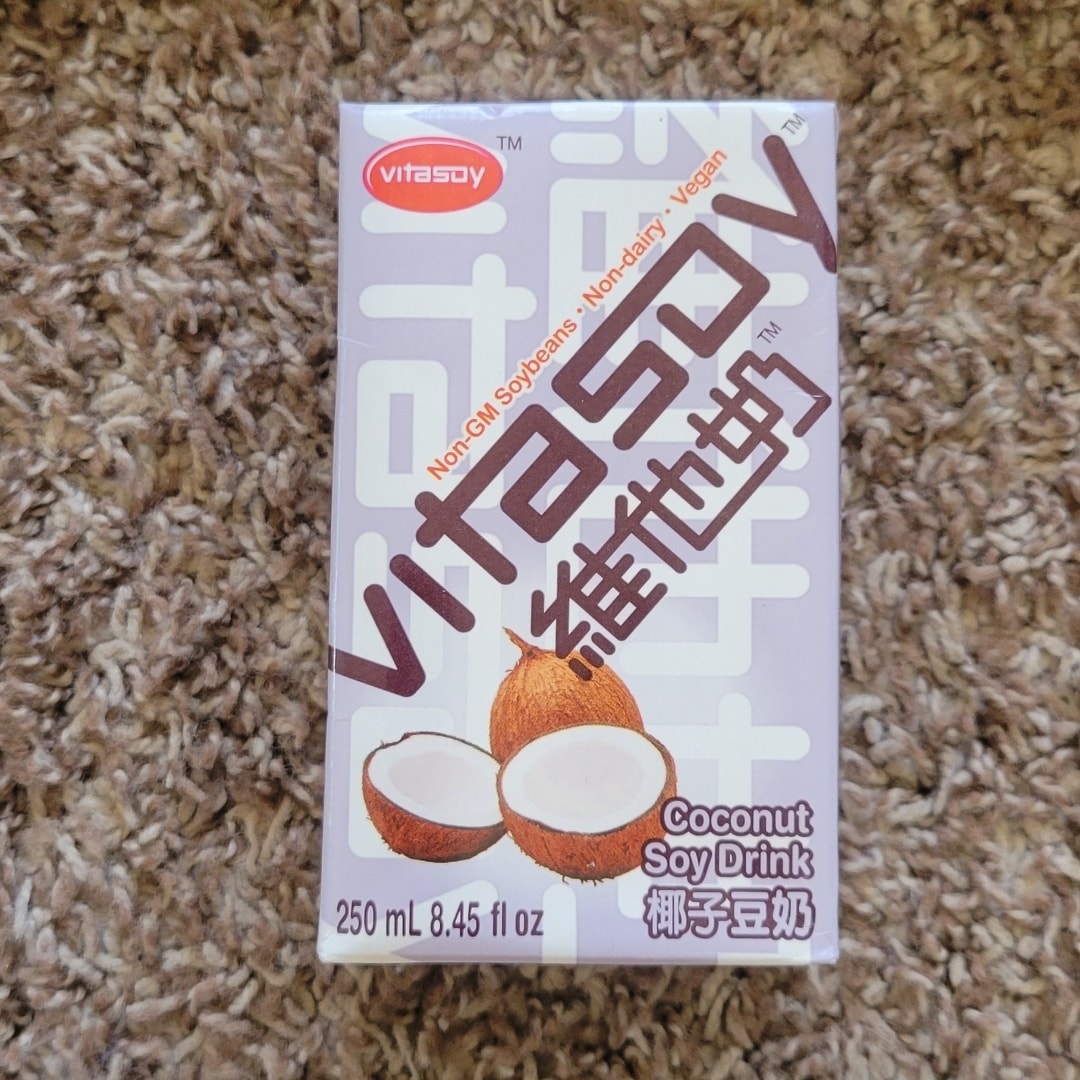 vitasoy TM
Non-GM Soybeans • Non-dairy • Vegan
vitasoy TM
維他奶 TM
Coconut
Soy Drink
椰子豆奶
250 mL 8.45 fl oz